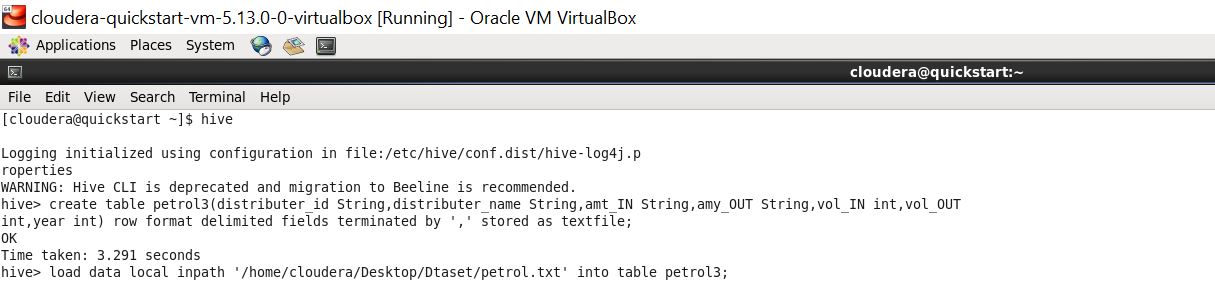 64
cloudera-quickstart-vm-5.13.0-0-virtualbox [Running] - Oracle VM VirtualBox
Applications Places System
cloudera@quickstart:~
File Edit View Search Terminal Help
[cloudera@quickstart ~]$ hive
Logging initialized using configuration in file:/etc/hive/conf.dist/hive-log4j.p
roperties
WARNING: Hive CLI is deprecated and migration to Beeline is recommended.
hive> create table petrol3(distributer_id String,distributer_name String,amt_IN String,amy_OUT String,vol_IN int,vol_OUT
int,year int) row format delimited fields terminated by ',' stored as textfile;
OK
Time taken: 3.291 seconds
hive> load data local inpath '/home/cloudera/Desktop/Dtaset/petrol.txt' into table petrol3;